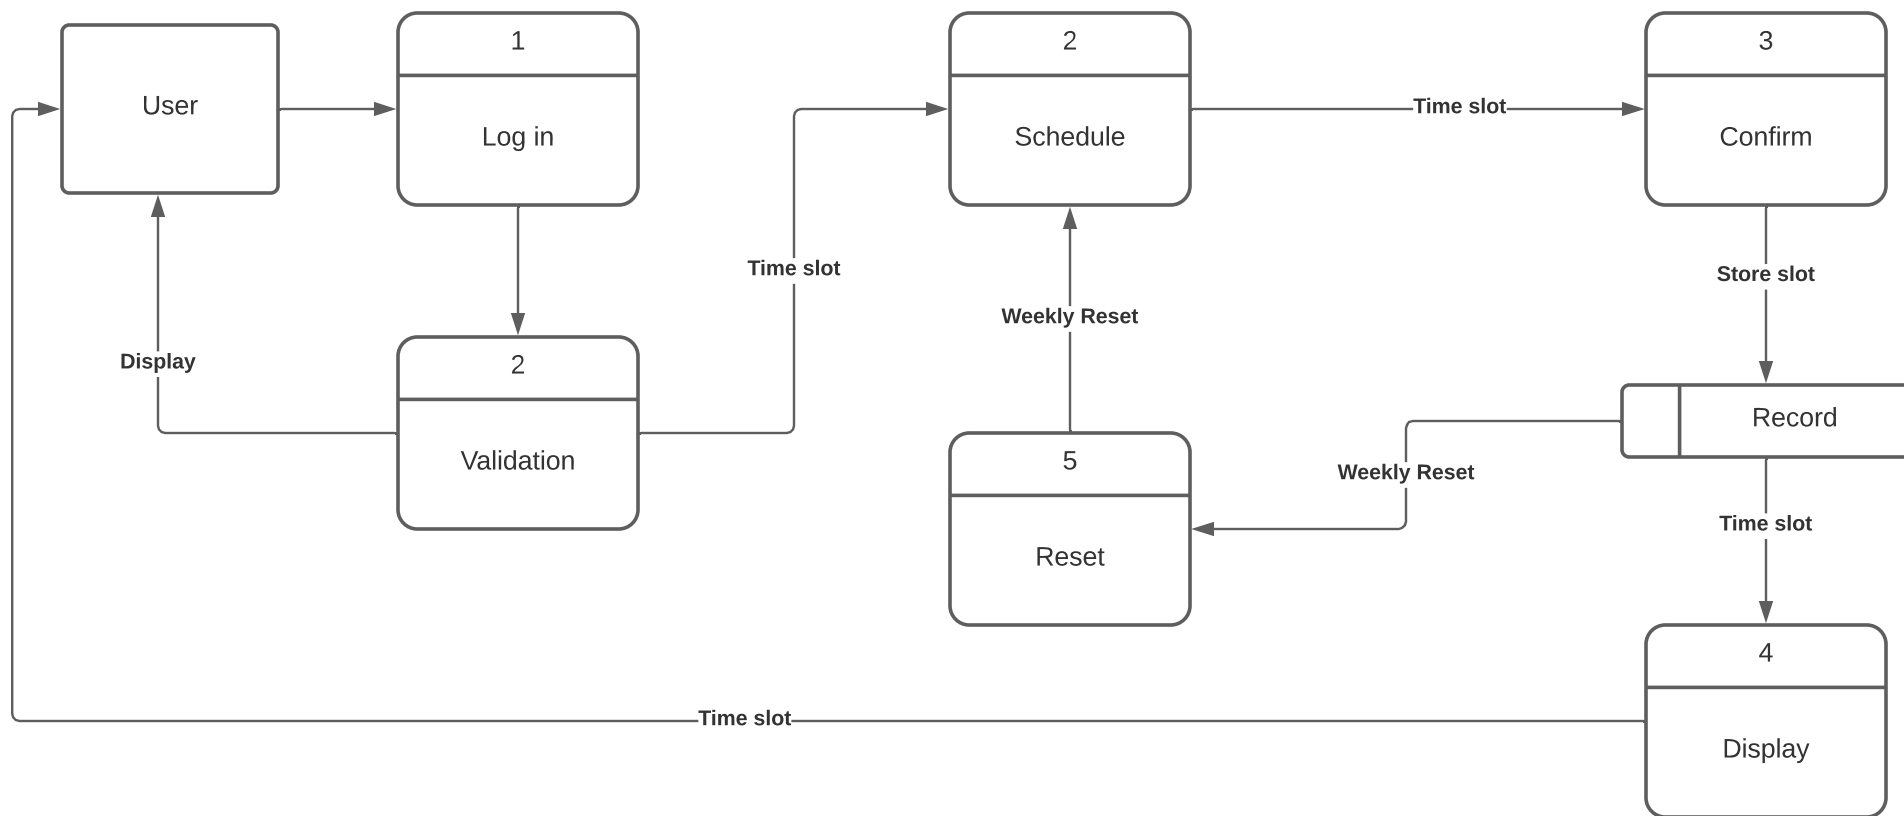 User
1
Log in
2
Schedule
Time slot
3
Confirm
Time slot
Store slot
Weekly Reset
Display
2
Validation
Record
5
Reset
Weekly Reset
Time slot
4
Display
Time slot